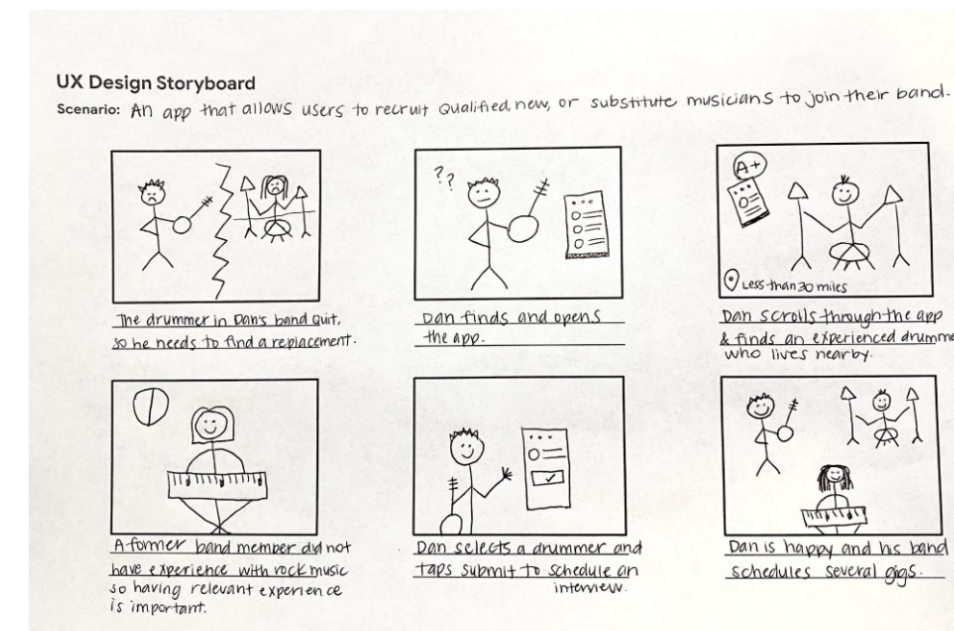 UX Design Storyboard
Scenario: An app that allows users to recruit qualified, new, or substitute musicians to join their band.
??
A+
Less than 30 miles
The drummer in Dan's band quit,
so he needs to find a replacement.
Dan finds and opens
the app.
Dan scrolls through the app
& finds an experienced drumme
who lives nearby.
A former band member did not
have experience with rock music
so having relevant experience
is important.
Dan selects a drummer and
taps submit to schedule an
interview.
Dan is happy and his band
schedules several gigs.